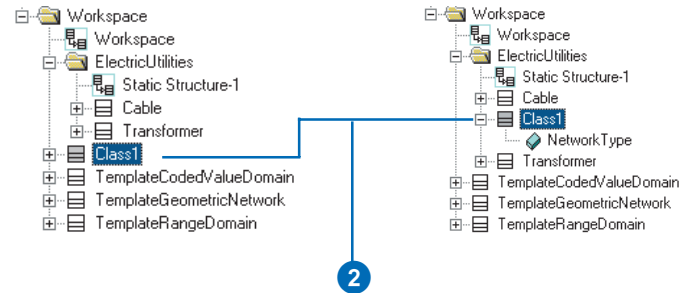 Workspace
Workspace
ElectricUtilities
Static Structure-1
Cable
Transformer
Class1
TemplateCodedValueDomain
TemplateGeometricNetwork
TemplateRangeDomain
Workspace
Workspace
ElectricUtilities
Static Structure-1
Cable
Class1
NetworkType
Transformer
TemplateCodedValueDomain
TemplateGeometricNetwork
TemplateRangeDomain
2